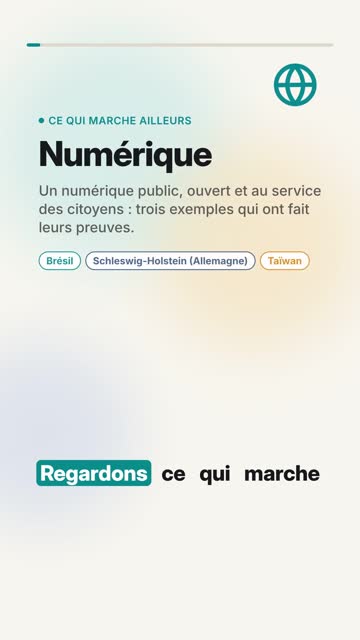 CE QUI MARCHE AILLEURS
Numérique
Un numérique public, ouvert et au service
des citoyens : trois exemples qui ont fait
leurs preuves.
Brésil Schleswig-Holstein (Allemagne) Taïwan
Regardons ce qui marche